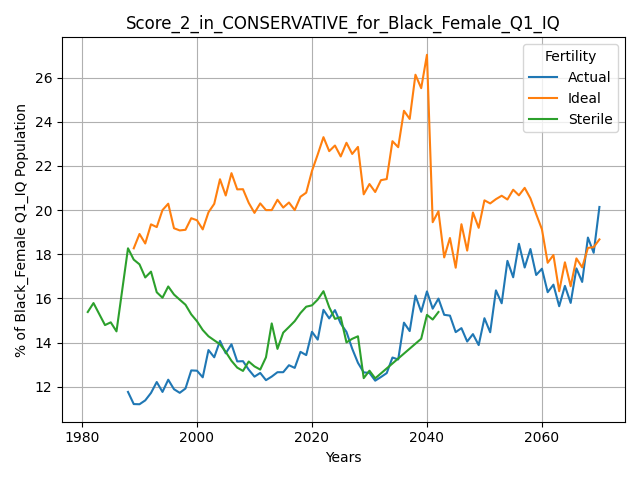 Score_2_in_CONSERVATIVE_for_Black_Female_Q1_IQ
% of Black_Female Q1_IQ Population
26
24
22
20
18
16
14
12
1980
2000
2020
2040
2060
Years
Fertility
Actual
Ideal
Sterile